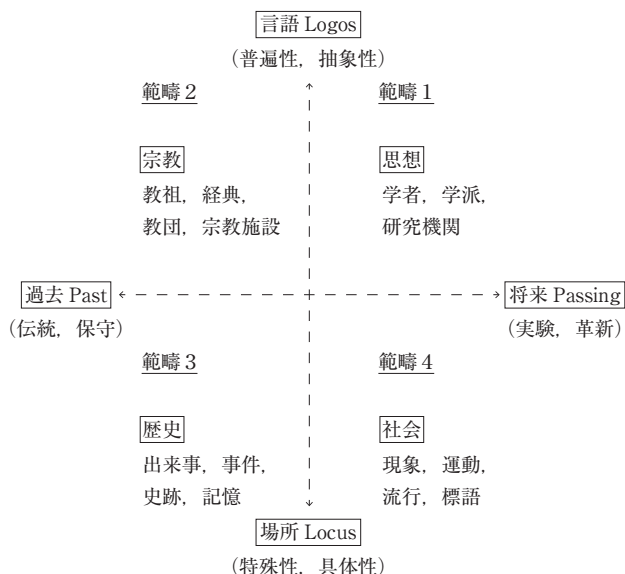 言語 Logos
(普遍性，抽象性)
範疇 2
範疇 1
宗教
思想
教祖，経典，
学者，学派，
教団，宗教施設
研究機関
過去 Past
将来 Passing
(伝統，保守)
(実験，革新)
範疇 3
範疇 4
歴史
社会
出来事，事件，
現象，運動，
史跡，記憶
流行，標語
場所 Locus
(特殊性，具体性)